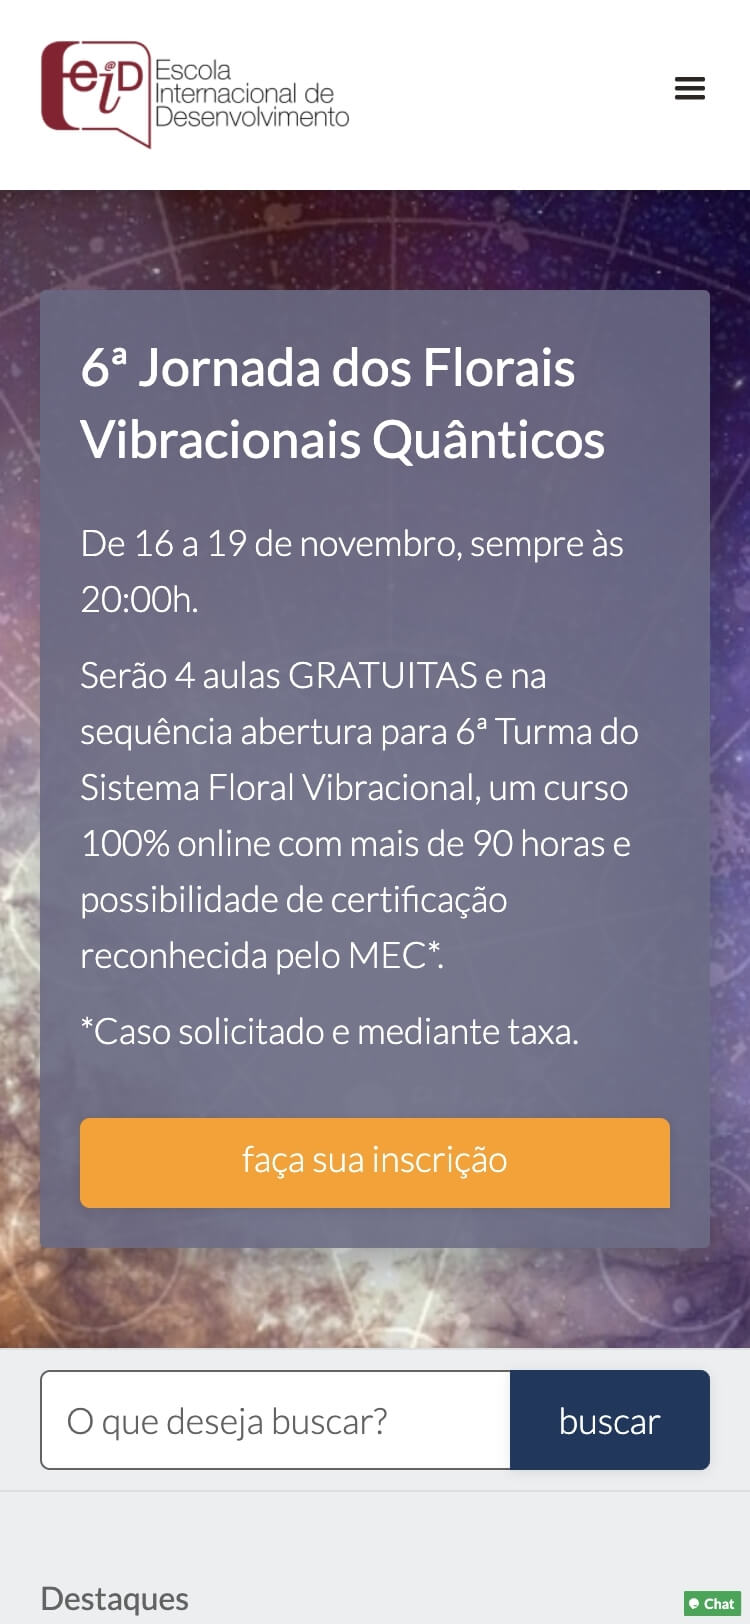 eiD
Escola
Internacional de
Desenvolvimento
6ª Jornada dos Florais
Vibracionais Quânticos
De 16 a 19 de novembro, sempre às
20:00h.
Serão 4 aulas GRATUITAS e na
sequência abertura para 6ª Turma do
Sistema Floral Vibracional, um curso
100% online com mais de 90 horas e
possibilidade de certificação
reconhecida pelo MEC*.
*Caso solicitado e mediante taxa.
faça sua inscrição
O que deseja buscar?
buscar
Destaques
Chat